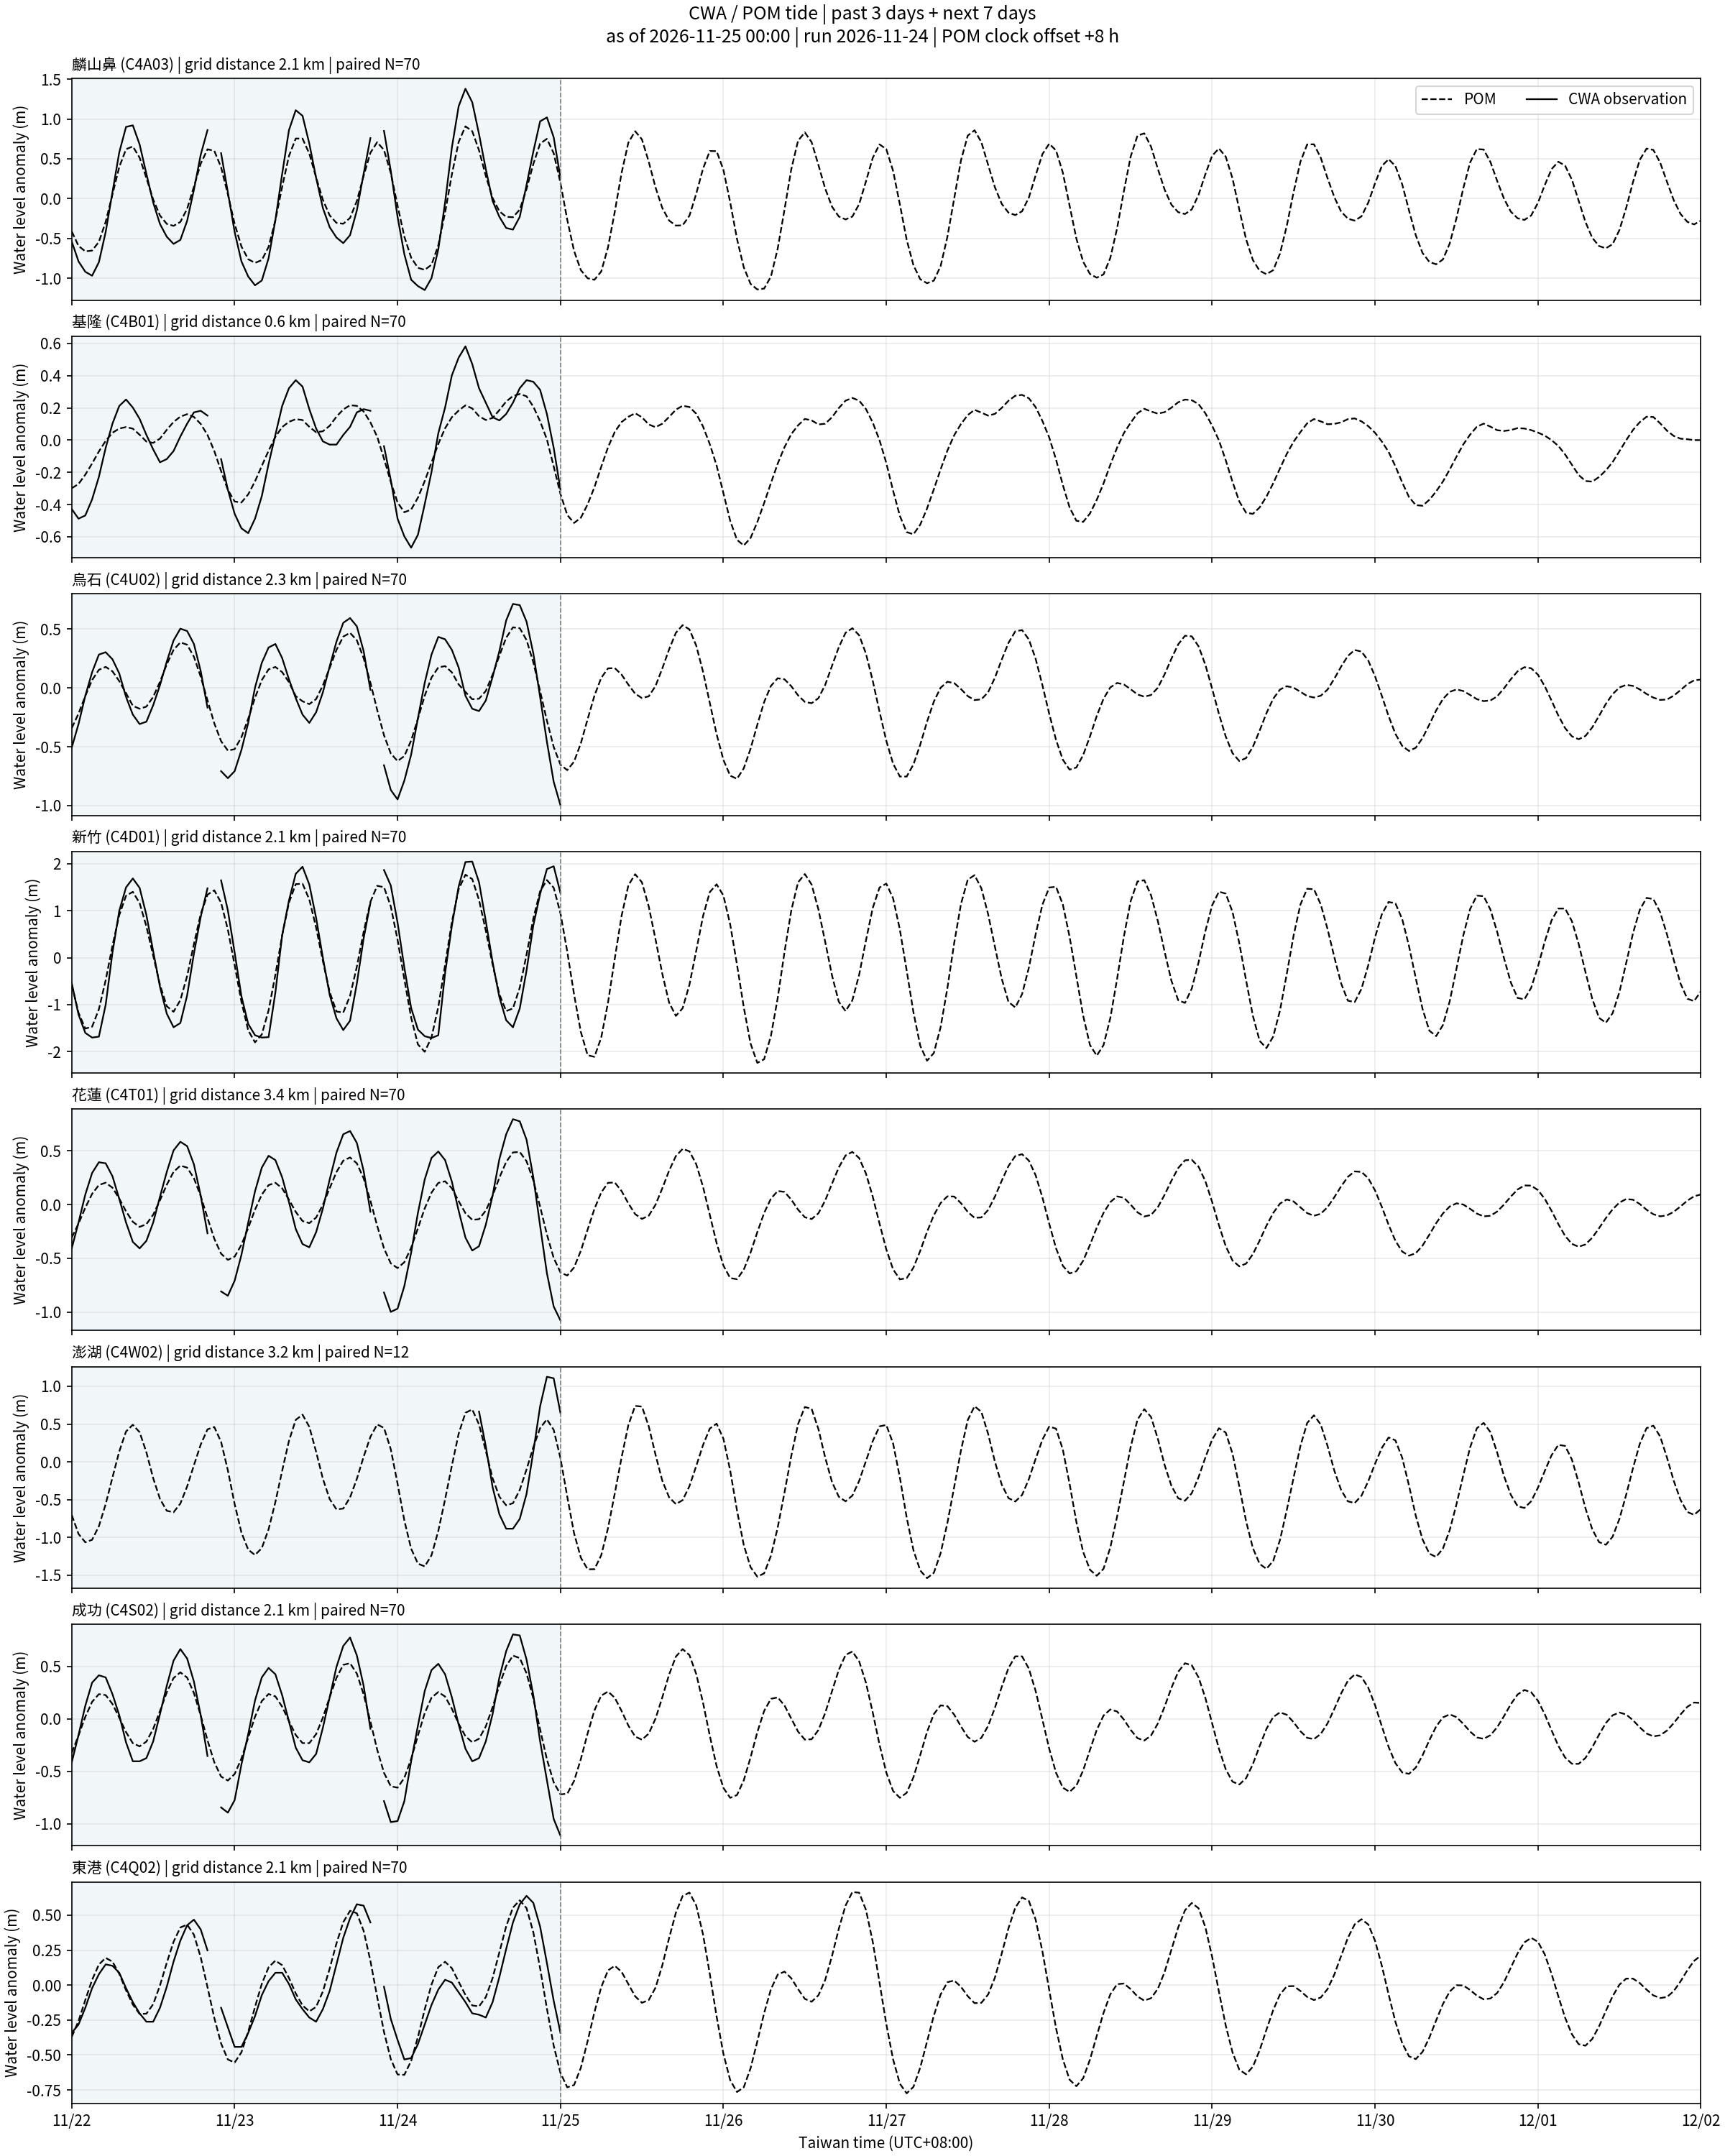 CWA / POM tide | past 3 days + next 7 days
as of 2026-11-25 00:00 | run 2026-11-24 | POM clock offset +8 h
麟山鼻 (C4A03) | grid distance 2.1 km | paired N=70
Water level anomaly (m)
1.5
1.0
0.5
0.0
-0.5
-1.0
POM
CWA observation
基隆 (C4B01) | grid distance 0.6 km | paired N=70
Water level anomaly (m)
0.6
0.4
0.2
0.0
-0.2
-0.4
-0.6
烏石 (C4U02) | grid distance 2.3 km | paired N=70
Water level anomaly (m)
0.5
0.0
-0.5
-1.0
新竹 (C4D01) | grid distance 2.1 km | paired N=70
Water level anomaly (m)
2
1
0
-1
-2
花蓮 (C4T01) | grid distance 3.4 km | paired N=70
Water level anomaly (m)
0.5
0.0
-0.5
-1.0
澎湖 (C4W02) | grid distance 3.2 km | paired N=12
Water level anomaly (m)
1.0
0.5
0.0
-0.5
-1.0
-1.5
成功 (C4S02) | grid distance 2.1 km | paired N=70
Water level anomaly (m)
0.5
0.0
-0.5
-1.0
東港 (C4Q02) | grid distance 2.1 km | paired N=70
Water level anomaly (m)
0.50
0.25
0.00
-0.25
-0.50
-0.75
11/22 11/23 11/24 11/25 11/26 11/27 11/28 11/29 11/30 12/01 12/02
Taiwan time (UTC+08:00)